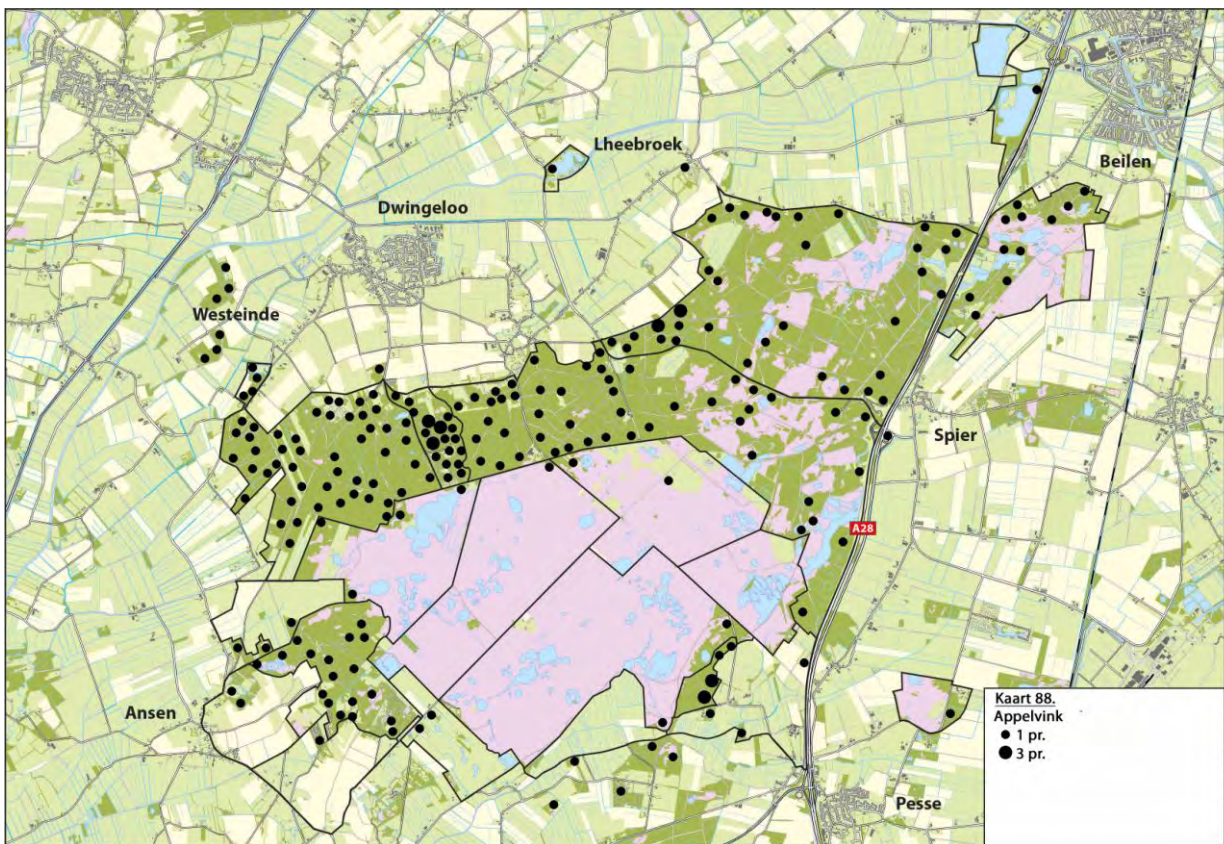 Lheebroek
Beilen
Dwingeloo
Westeinde
Spier
A28
Ansen
Pesse
Kaart 88.
Appelvink
1 pr.
3 pr.